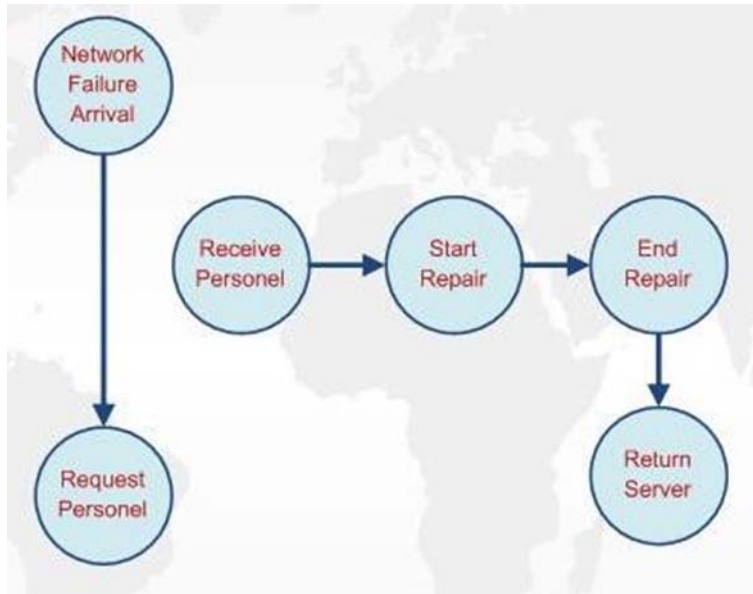 Network
Failure
Arrival
Receive
Personel
Start
Repair
End
Repair
Request
Personel
Return
Server